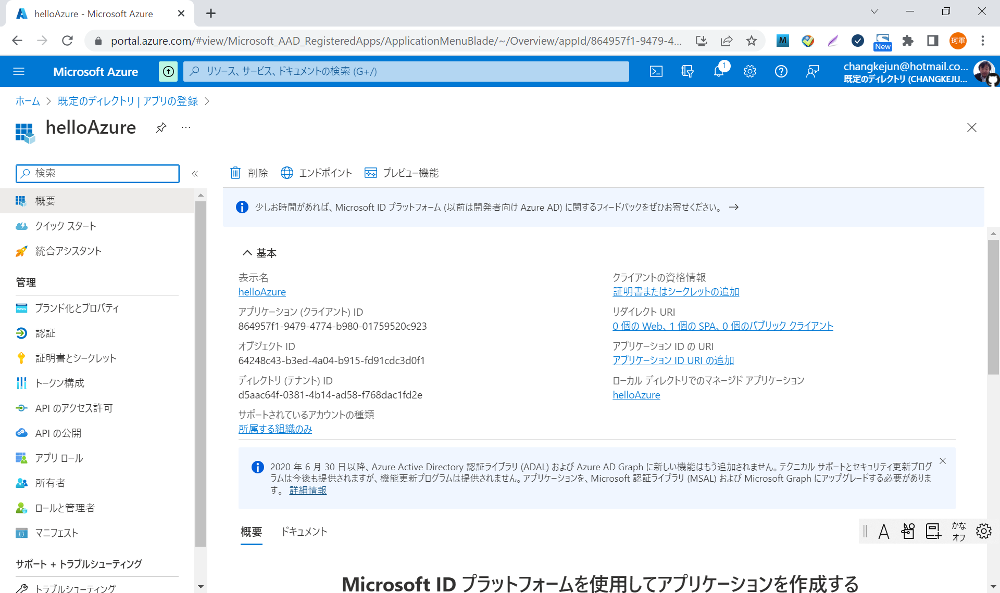 helloAzure - Microsoft Azure
portal.azure.com/#view/Microsoft_AAD_RegisteredApps/ApplicationMenuBlade/~/Overview/appId/864957f1-9479-4...
M
New
珂軍
Microsoft Azure
リソース、サービス、ドキュメントの検索 (G+/)
1
changkejun@hotmail.co...
既定のディレクトリ (CHANGKEJU...
ホーム > 既定のディレクトリ | アプリの登録 >
helloAzure
...
検索
«
削除
エンドポイント
プレビュー機能
概要
クイック スタート
統合アシスタント
管理
ブランド化とプロパティ
認証
証明書とシークレット
トークン構成
API のアクセス許可
API の公開
アプリ ロール
所有者
ロールと管理者
マニフェスト
サポート + トラブルシューティング
トラブルシューティング
少しお時間があれば、Microsoft ID プラットフォーム (以前は開発者向け Azure AD) に関するフィードバックをぜひお寄せください。 →
基本
表示名
helloAzure
アプリケーション (クライアント) ID
864957f1-9479-4774-b980-01759520c923
オブジェクト ID
64248c43-b3ed-4a04-b915-fd91cdc3d0f1
ディレクトリ (テナント) ID
d5aac64f-0381-4b14-ad58-f768dac1fd2e
サポートされているアカウントの種類
所属する組織のみ
クライアントの資格情報
証明書またはシークレットの追加
リダイレクト URI
0 個の Web、1 個の SPA、0 個のパブリック クライアント
アプリケーション ID の URI
アプリケーション ID URI の追加
ローカル ディレクトリでのマネージド アプリケーション
helloAzure
2020 年 6 月 30 日以降、Azure Active Directory 認証ライブラリ (ADAL) および Azure AD Graph に新しい機能はもう追加されません。テクニカル サポートとセキュリティ更新プログ
ラムは今後も提供されますが、機能更新プログラムは提供されません。アプリケーションを、Microsoft 認証ライブラリ (MSAL) および Microsoft Graph にアップグレードする必要がありま
す。 詳細情報
概要
ドキュメント
A
かな
オフ
Microsoft ID プラットフォームを使用してアプリケーションを作成する